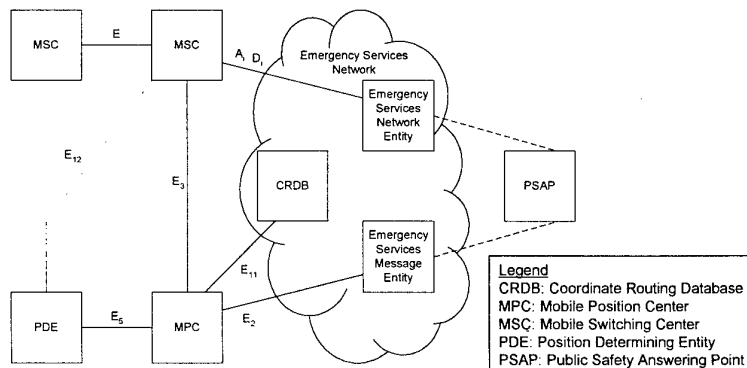 MSC
E
MSC
A, D,
Emergency Services
Network
Emergency
Services
Network
Entity
E12
E3
CRDB
PSAP
E11
Emergency
Services
Message
Entity
PDE
E5
MPC
E2
Legend
CRDB: Coordinate Routing Database
MPC: Mobile Position Center
MSC: Mobile Switching Center
PDE: Position Determining Entity
PSAP: Public Safety Answering Point